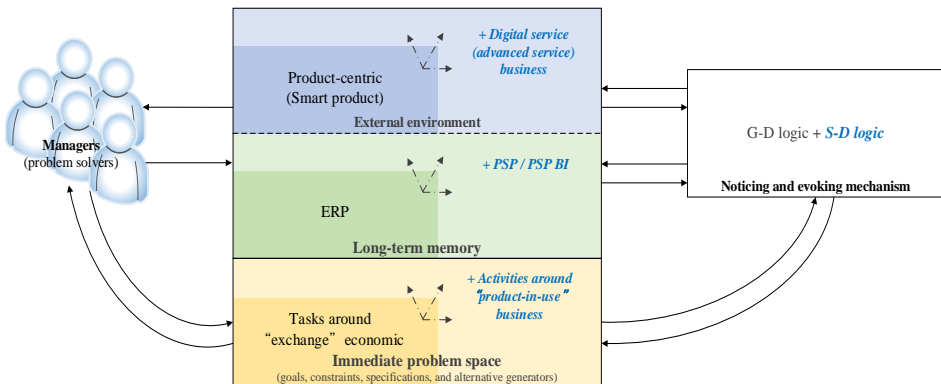 Managers
(problem solvers)
Product-centric
(Smart product)
+ Digital service
(advanced service)
business
External environment
ERP
+ PSP / PSP BI
Long-term memory
Tasks around
“exchange” economic
+ Activities around
“product-in-use”
business
Immediate problem space
(goals, constraints, specifications, and alternative generators)
G-D logic + S-D logic
Noticing and evoking mechanism